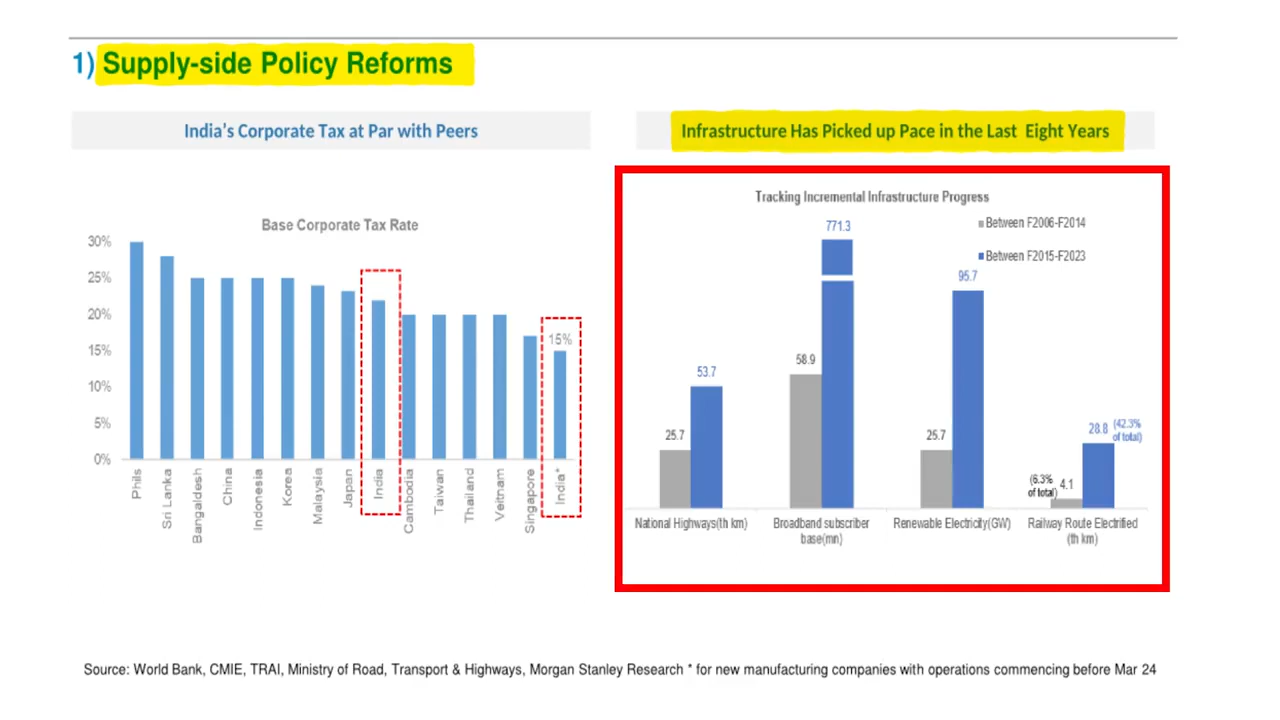 1) Supply-side Policy Reforms
India's Corporate Tax at Par with Peers
Infrastructure Has Picked up Pace in the Last Eight Years
Base Corporate Tax Rate
30%
25%
20%
15%
10%
5%
0%
15%
Phils
Sri Lanka
Bangaldesh
China
Indonesia
Korea
Malaysia
Japan
India
Cambodia
Taiwan
Thailand
Veitnam
Singapore
India*
Tracking Incremental Infrastructure Progress
Between F2006-F2014
Between F2015-F2023
25.7
53.7
58.9
771.3
25.7
95.7
(6.3%
of total)
4.1
28.8
(42.3%
of total)
National Highways(th km)
Broadband subscriber
base(mn)
Renewable Electricity(GW)
Railway Route Electrified
(th km)
Source: World Bank, CMIE, TRAI, Ministry of Road, Transport & Highways, Morgan Stanley Research * for new manufacturing companies with operations commencing before Mar 24